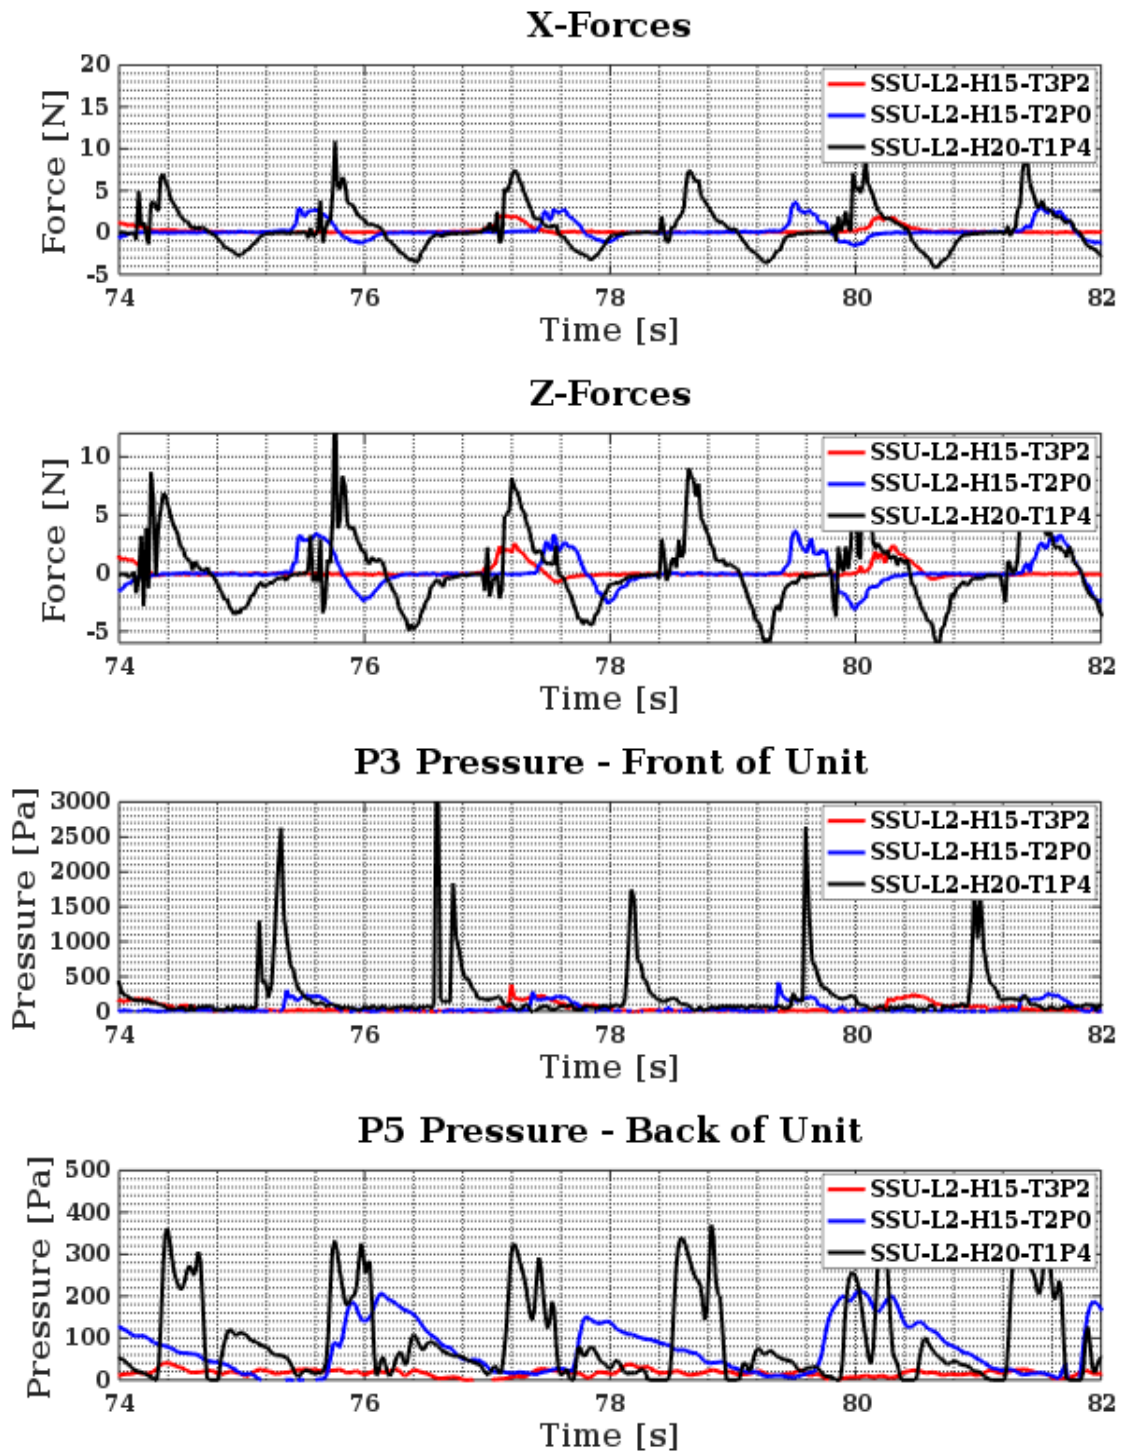 X-Forces
Force [N]
20
15
10
5
0
-5
SSU-L2-H15-T3P2
SSU-L2-H15-T2P0
SSU-L2-H20-T1P4
74 76 78 80 82
Time [s]
Z-Forces
Force [N]
10
5
0
-5
SSU-L2-H15-T3P2
SSU-L2-H15-T2P0
SSU-L2-H20-T1P4
74 76 78 80 82
Time [s]
P3 Pressure - Front of Unit
Pressure [Pa]
3000
2500
2000
1500
1000
500
0
SSU-L2-H15-T3P2
SSU-L2-H15-T2P0
SSU-L2-H20-T1P4
74 76 78 80 82
Time [s]
P5 Pressure - Back of Unit
Pressure [Pa]
500
400
300
200
100
0
SSU-L2-H15-T3P2
SSU-L2-H15-T2P0
SSU-L2-H20-T1P4
74 76 78 80 82
Time [s]